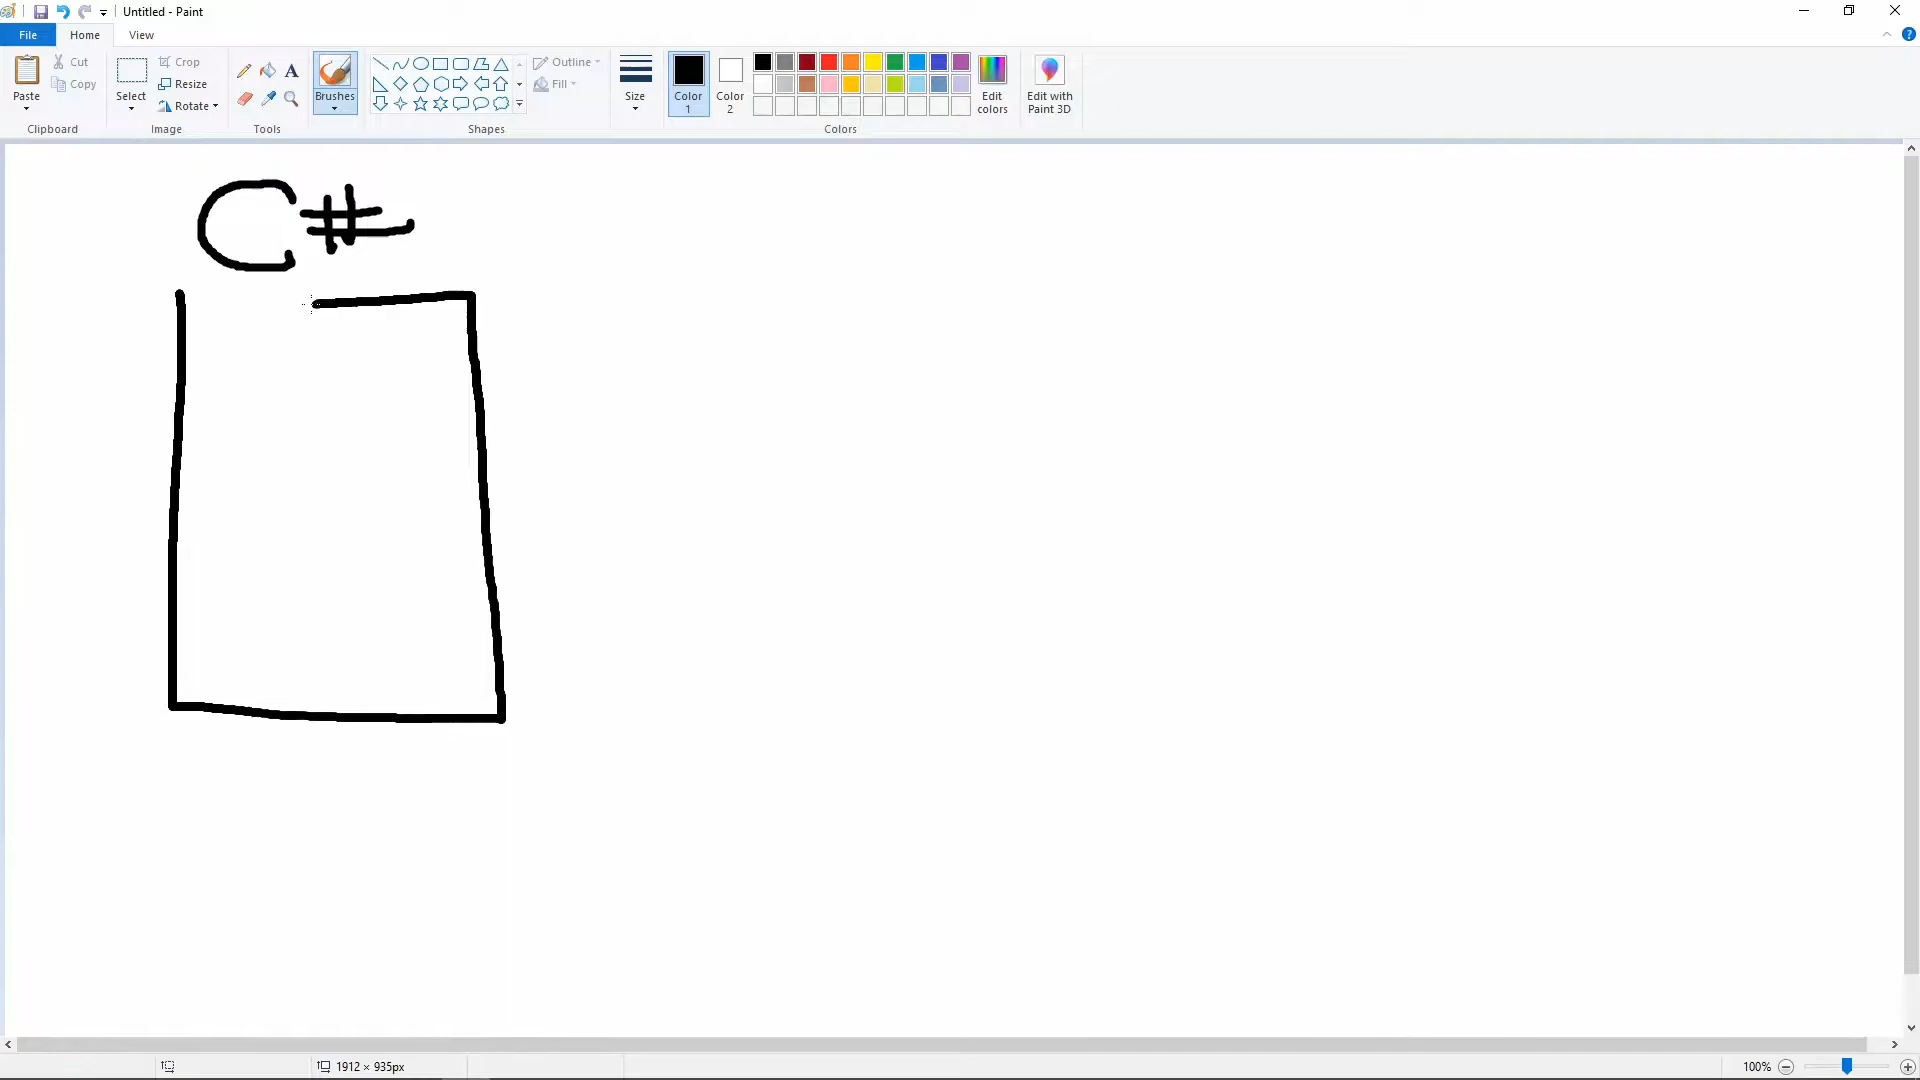 Untitled - Paint
File Home View
Paste
Cut
Copy
Clipboard
Select
Crop
Resize
Rotate
Image
Tools
Brushes
Shapes
Outline
Fill
Size
Color 1
Color 2
Colors
Edit colors
Edit with Paint 3D
C#
1912 × 935px
100%